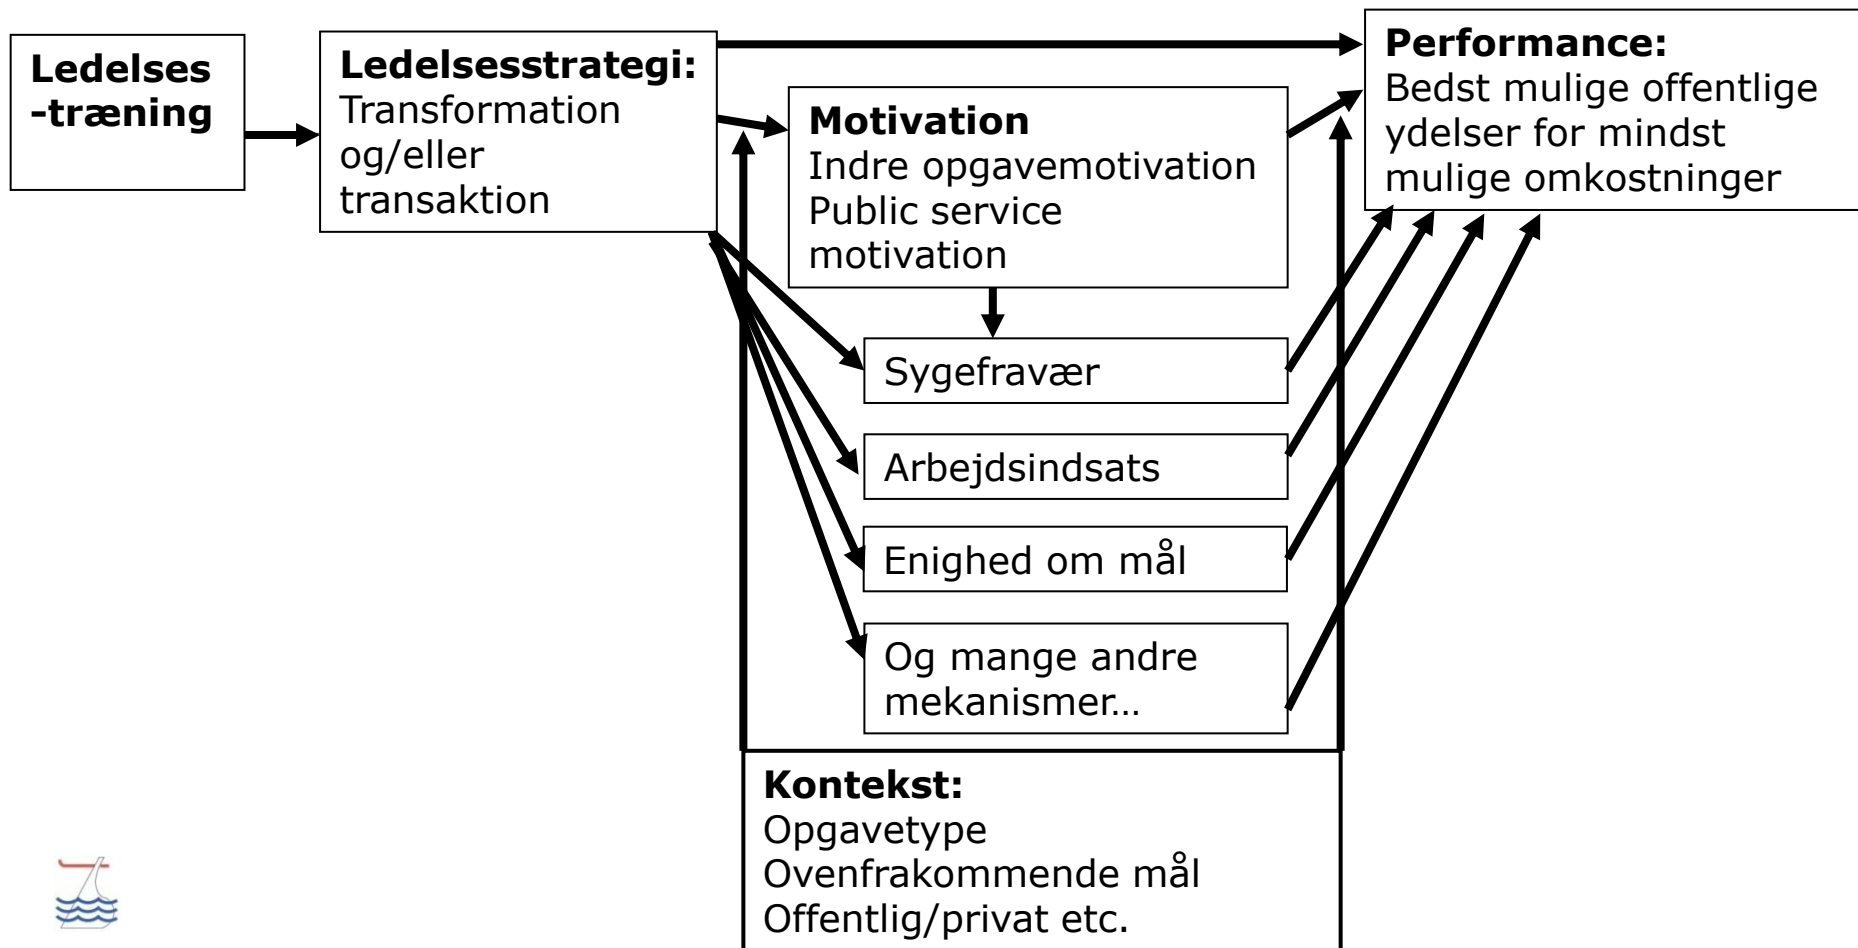 Ledelses
-træning
Ledelsesstrategi:
Transformation
og/eller
transaktion
Motivation
Indre opgavemotivation
Public service
motivation
Performance:
Bedst mulige offentlige
ydelser for mindst
mulige omkostninger
Sygefravær
Arbejdsindsats
Enighed om mål
Og mange andre
mekanismer…
Kontekst:
Opgavetype
Ovenfrakommende mål
Offentlig/privat etc.